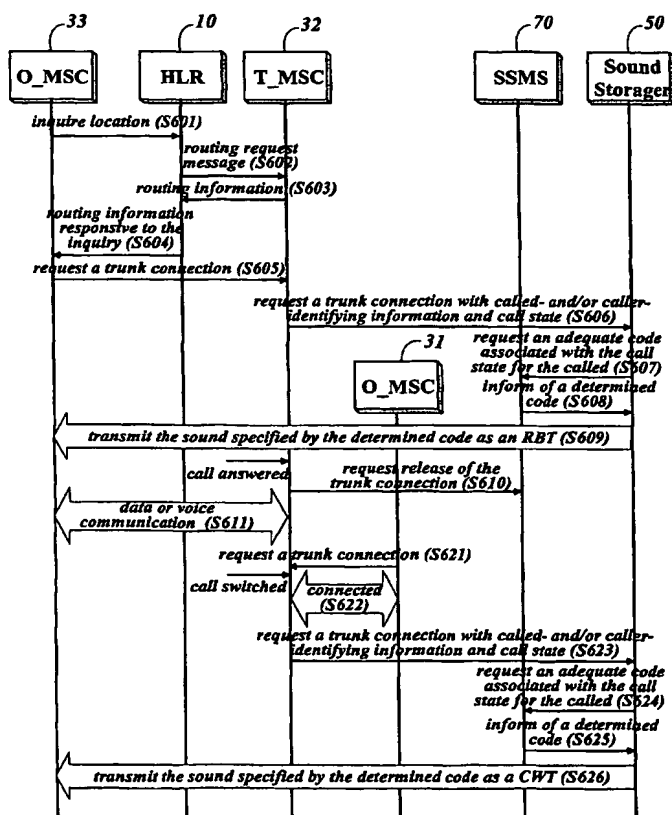 33
10
32
70
50
O_MSC
HLR
T_MSC
SSMS
Sound
Storager
inquire location (S601)
routing request
message (S602)
routing information (S603)
routing information
responsive to the
inquiry (S604)
request a trunk connection (S605)
request a trunk connection with called- and/or caller-
identifying information and call state (S606)
request an adequate code
associated with the call
state for the called (S607)
31
O_MSC
inform of a determined
code (S608)
transmit the sound specified by the determined code as an RBT (S609)
call answered
request release of the
trunk connection (S610)
data or voice
communication (S611)
request a trunk connection (S621)
call switched
connected
(S622)
request a trunk connection with called- and/or caller-
identifying information and call state (S623)
request an adequate code
associated with the call
state for the called (S624)
inform of a determined
code (S625)
transmit the sound specified by the determined code as a CWT (S626)